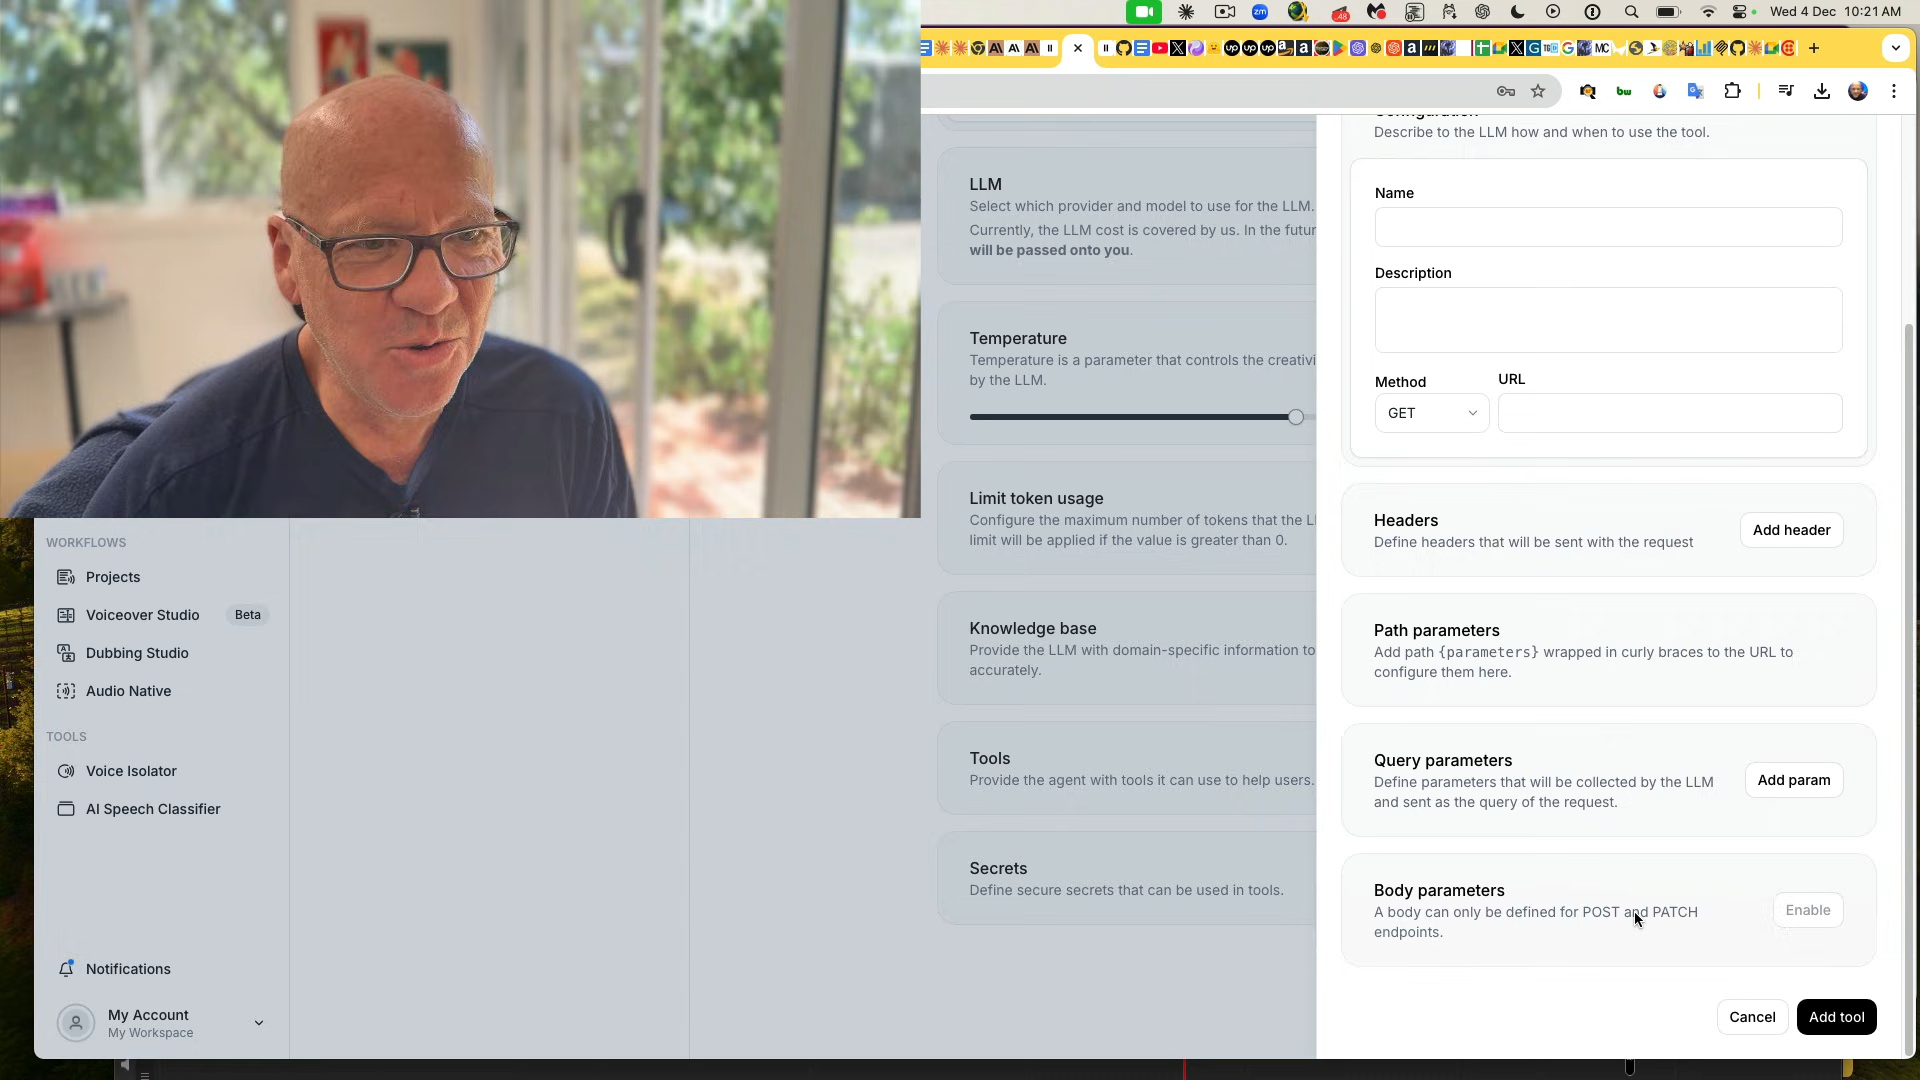 Wed 4 Dec 10:21 AM
Configuration
Describe to the LLM how and when to use the tool.
Name
Description
Method
URL
GET
Headers
Define headers that will be sent with the request
Add header
Path parameters
Add path {parameters} wrapped in curly braces to the URL to
configure them here.
Query parameters
Define parameters that will be collected by the LLM
and sent as the query of the request.
Add param
Body parameters
A body can only be defined for POST and PATCH
endpoints.
Enable
Cancel
Add tool
LLM
Select which provider and model to use for the LLM.
Currently, the LLM cost is covered by us. In the futur
will be passed onto you.
Temperature
Temperature is a parameter that controls the creativi
by the LLM.
Limit token usage
Configure the maximum number of tokens that the L
limit will be applied if the value is greater than 0.
Knowledge base
Provide the LLM with domain-specific information to
accurately.
Tools
Provide the agent with tools it can use to help users.
Secrets
Define secure secrets that can be used in tools.
WORKFLOWS
Projects
Voiceover Studio
Beta
Dubbing Studio
Audio Native
TOOLS
Voice Isolator
AI Speech Classifier
Notifications
My Account
My Workspace